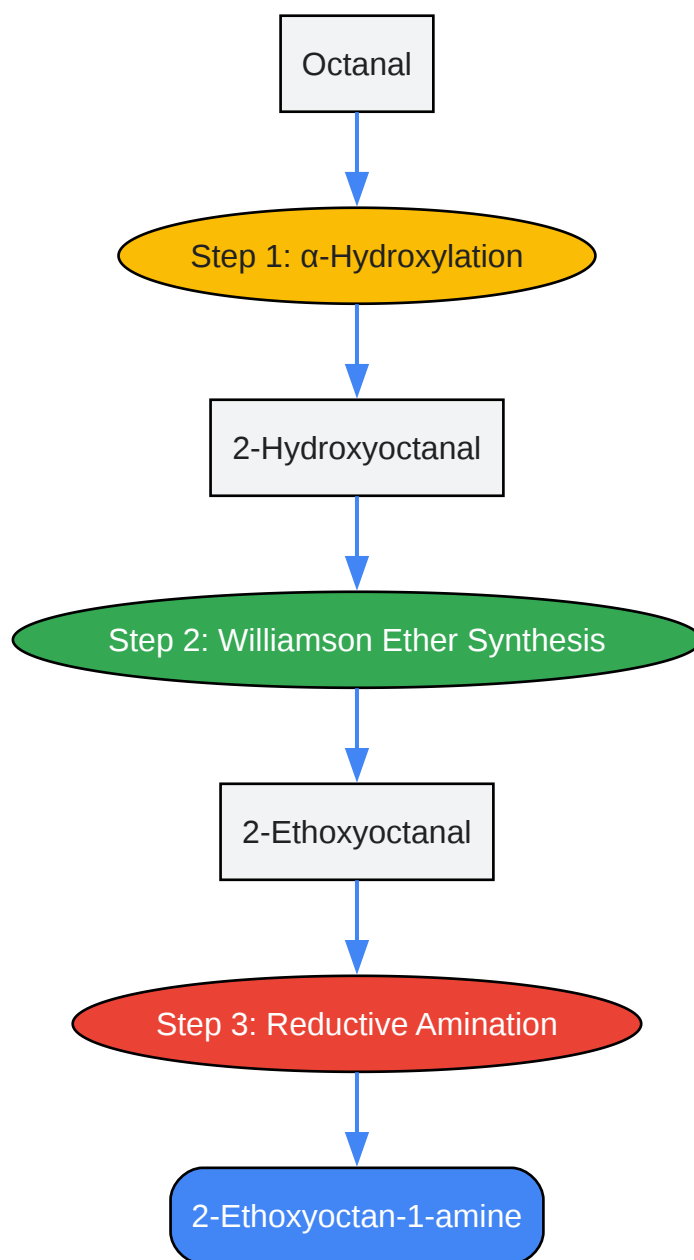 Octanal
Step 1: α-Hydroxylation
2-Hydroxyoctanal
Step 2: Williamson Ether Synthesis
2-Ethoxyoctanal
Step 3: Reductive Amination
2-Ethoxyoctan-1-amine